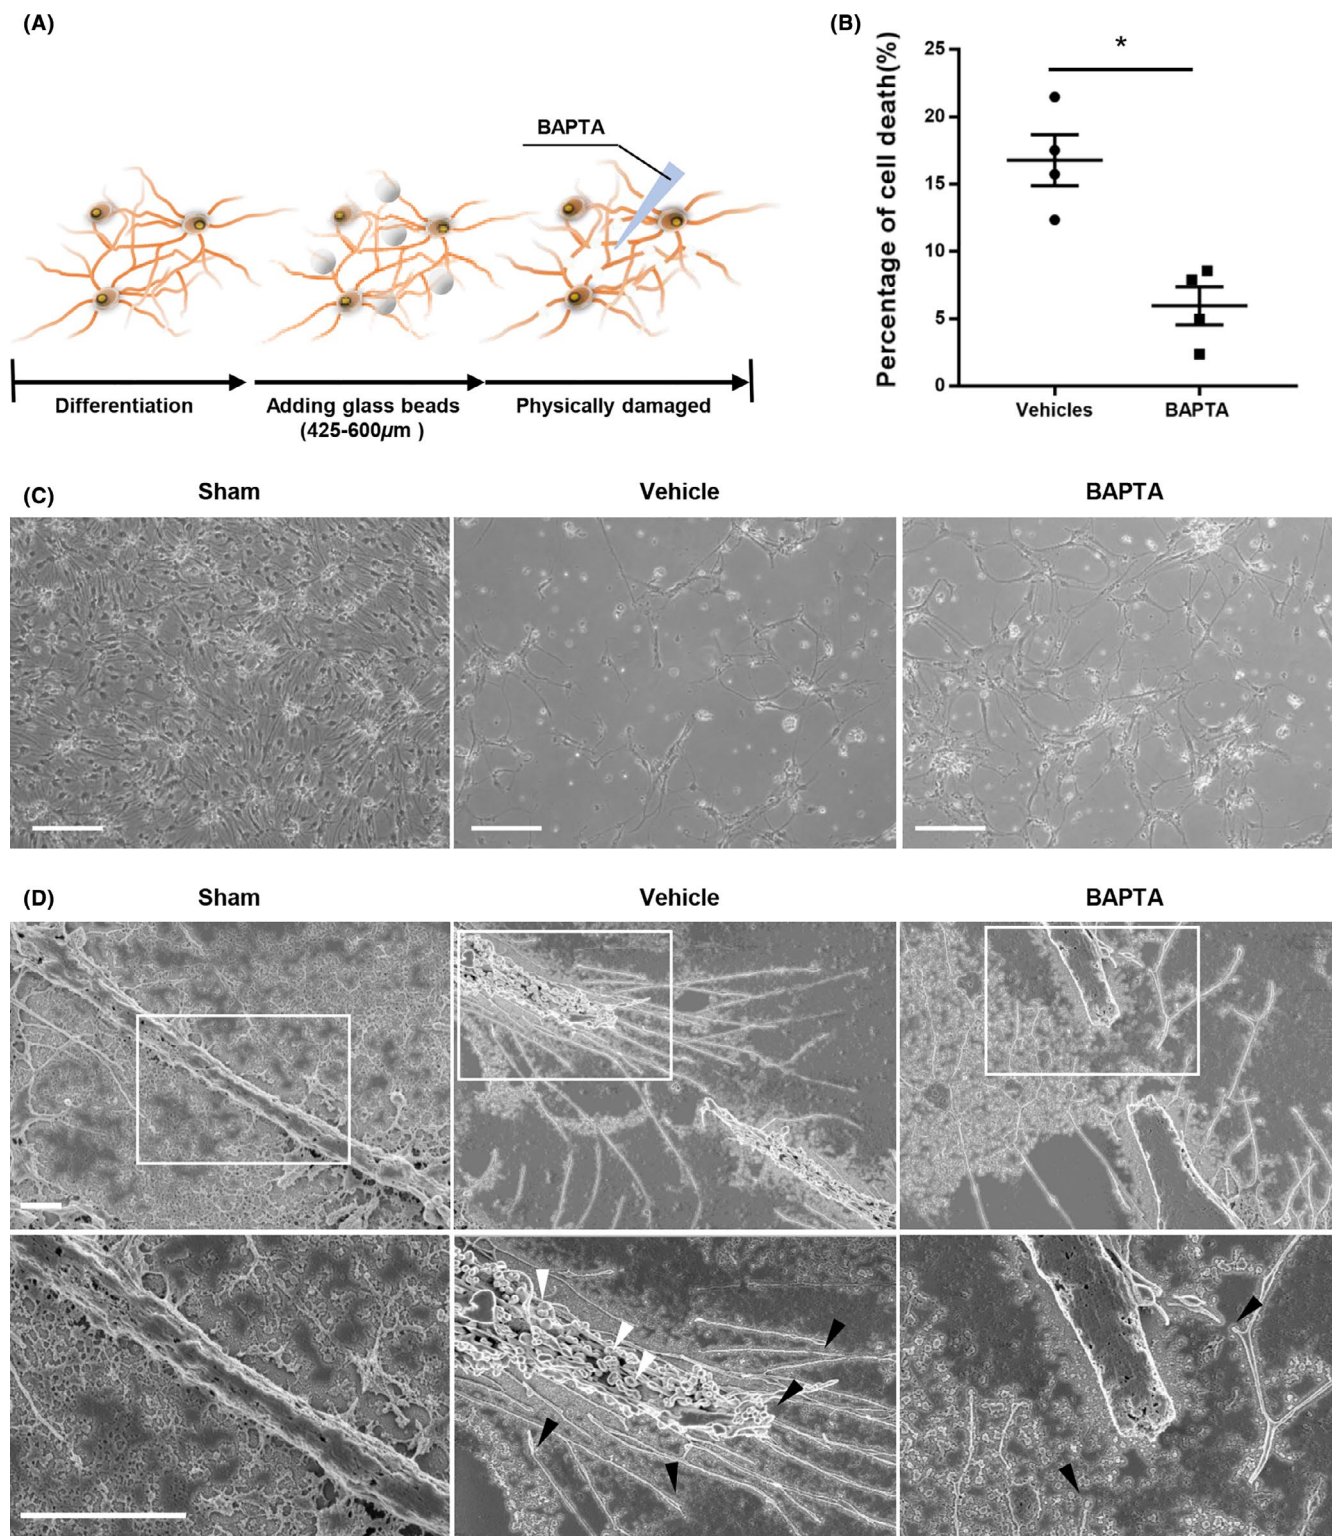 (A)
BAPTA
Differentiation
Adding glass beads
(425-600µm )
Physically damaged
(B)
Percentage of cell death(%)
25
20
15
10
5
0
*
Vehicles
BAPTA
(C)
Sham
Vehicle
BAPTA
(D)
Sham
Vehicle
BAPTA